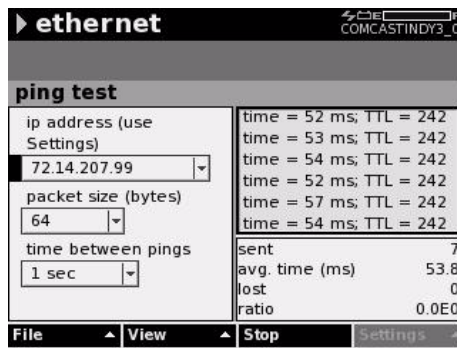 ethernet
COMCASTINDY3_0
ping test
ip address (use
Settings)
72.14.207.99
packet size (bytes)
64
time between pings
1 sec
time = 52 ms; TTL = 242
time = 53 ms; TTL = 242
time = 54 ms; TTL = 242
time = 52 ms; TTL = 242
time = 57 ms; TTL = 242
time = 54 ms; TTL = 242
sent 7
avg. time (ms) 53.8
lost 0
ratio 0.0E0
File View Stop Settings